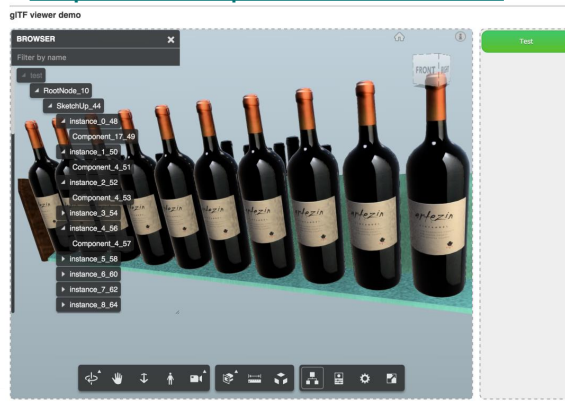 glTF viewer demo
BROWSER
Filter by name
RootNode_10
SketchUp_44
instance_0_48
Component_17_49
instance_1_50
Component_4_51
instance_2_52
Component_4_53
instance_3_54
instance_4_56
Component_4_57
instance_5_58
instance_6_60
instance_7_62
instance_8_64
FRONT
Test